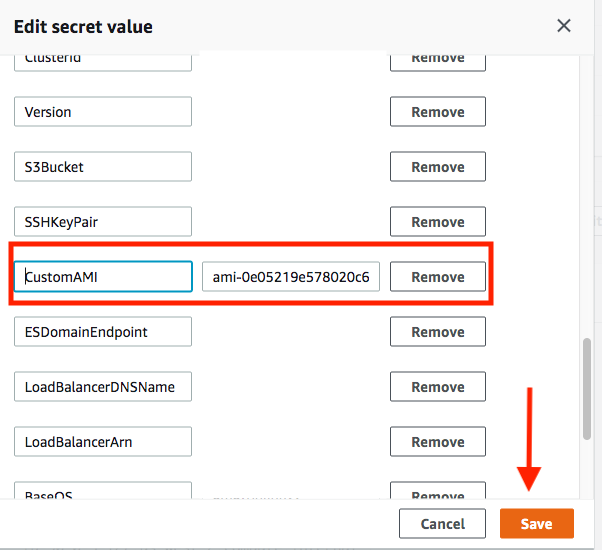 Edit secret value
ClusterId Remove
Version Remove
S3Bucket Remove
SSHKeyPair Remove
CustomAMI ami-0e05219e578020c6 Remove
ESDomainEndpoint Remove
LoadBalancerDNSName Remove
LoadBalancerArn Remove
BaseOS Remove
Cancel Save